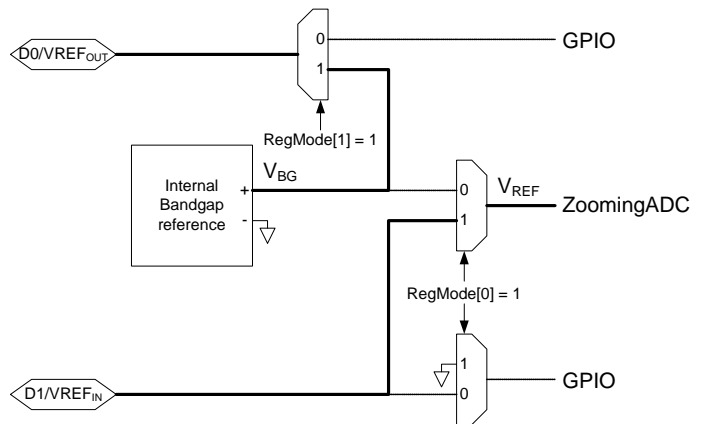 D0/VREFOUT
0
1
GPIO
RegMode[1] = 1
Internal
Bandgap
reference
+
-
VBG
0
1
VREF
ZoomingADC
RegMode[0] = 1
1
0
GPIO
D1/VREFIN